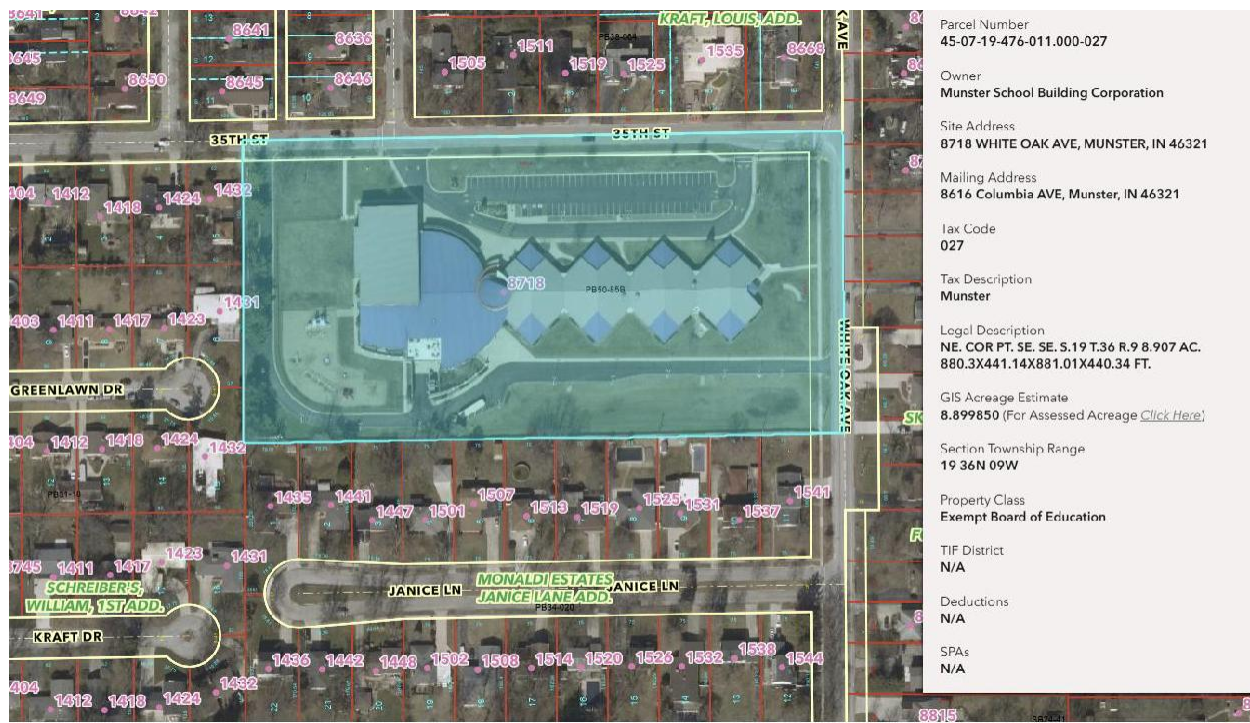 KRAFT, LOUIS, ADD.
8641
8636
8645
8650
8645
8646
8649
1505
1511
1519
1525
1535
8668
35TH ST
35TH ST
1412
1418
1424
1432
8718
PB50-85B
1411
1417
1423
1431
GREENLAWN DR
WHITE OAK AVE
1412
1418
1424
1432
PB31-10
1435
1441
1447
1501
1507
1513
1519
1525
1531
1537
1541
1411
1417
1423
1431
SCHREIBER'S,
WILLIAM, 1ST ADD.
JANICE LN
MONALDI ESTATES
JANICE LANE ADD.
JANICE LN
PB34-020
KRAFT DR
1412
1418
1424
1432
1436
1442
1448
1502
1508
1514
1520
1526
1532
1538
1544
8815
Parcel Number
45-07-19-476-011.000-027
Owner
Munster School Building Corporation
Site Address
8718 WHITE OAK AVE, MUNSTER, IN 46321
Mailing Address
8616 Columbia AVE, Munster, IN 46321
Tax Code
027
Tax Description
Munster
Legal Description
NE. COR PT. SE. SE. S.19 T.36 R.9 8.907 AC.
880.3X441.14X881.01X440.34 FT.
GIS Acreage Estimate
8.899850 (For Assessed Acreage Click Here)
Section Township Range
19 36N 09W
Property Class
Exempt Board of Education
TIF District
N/A
Deductions
N/A
SPAs
N/A